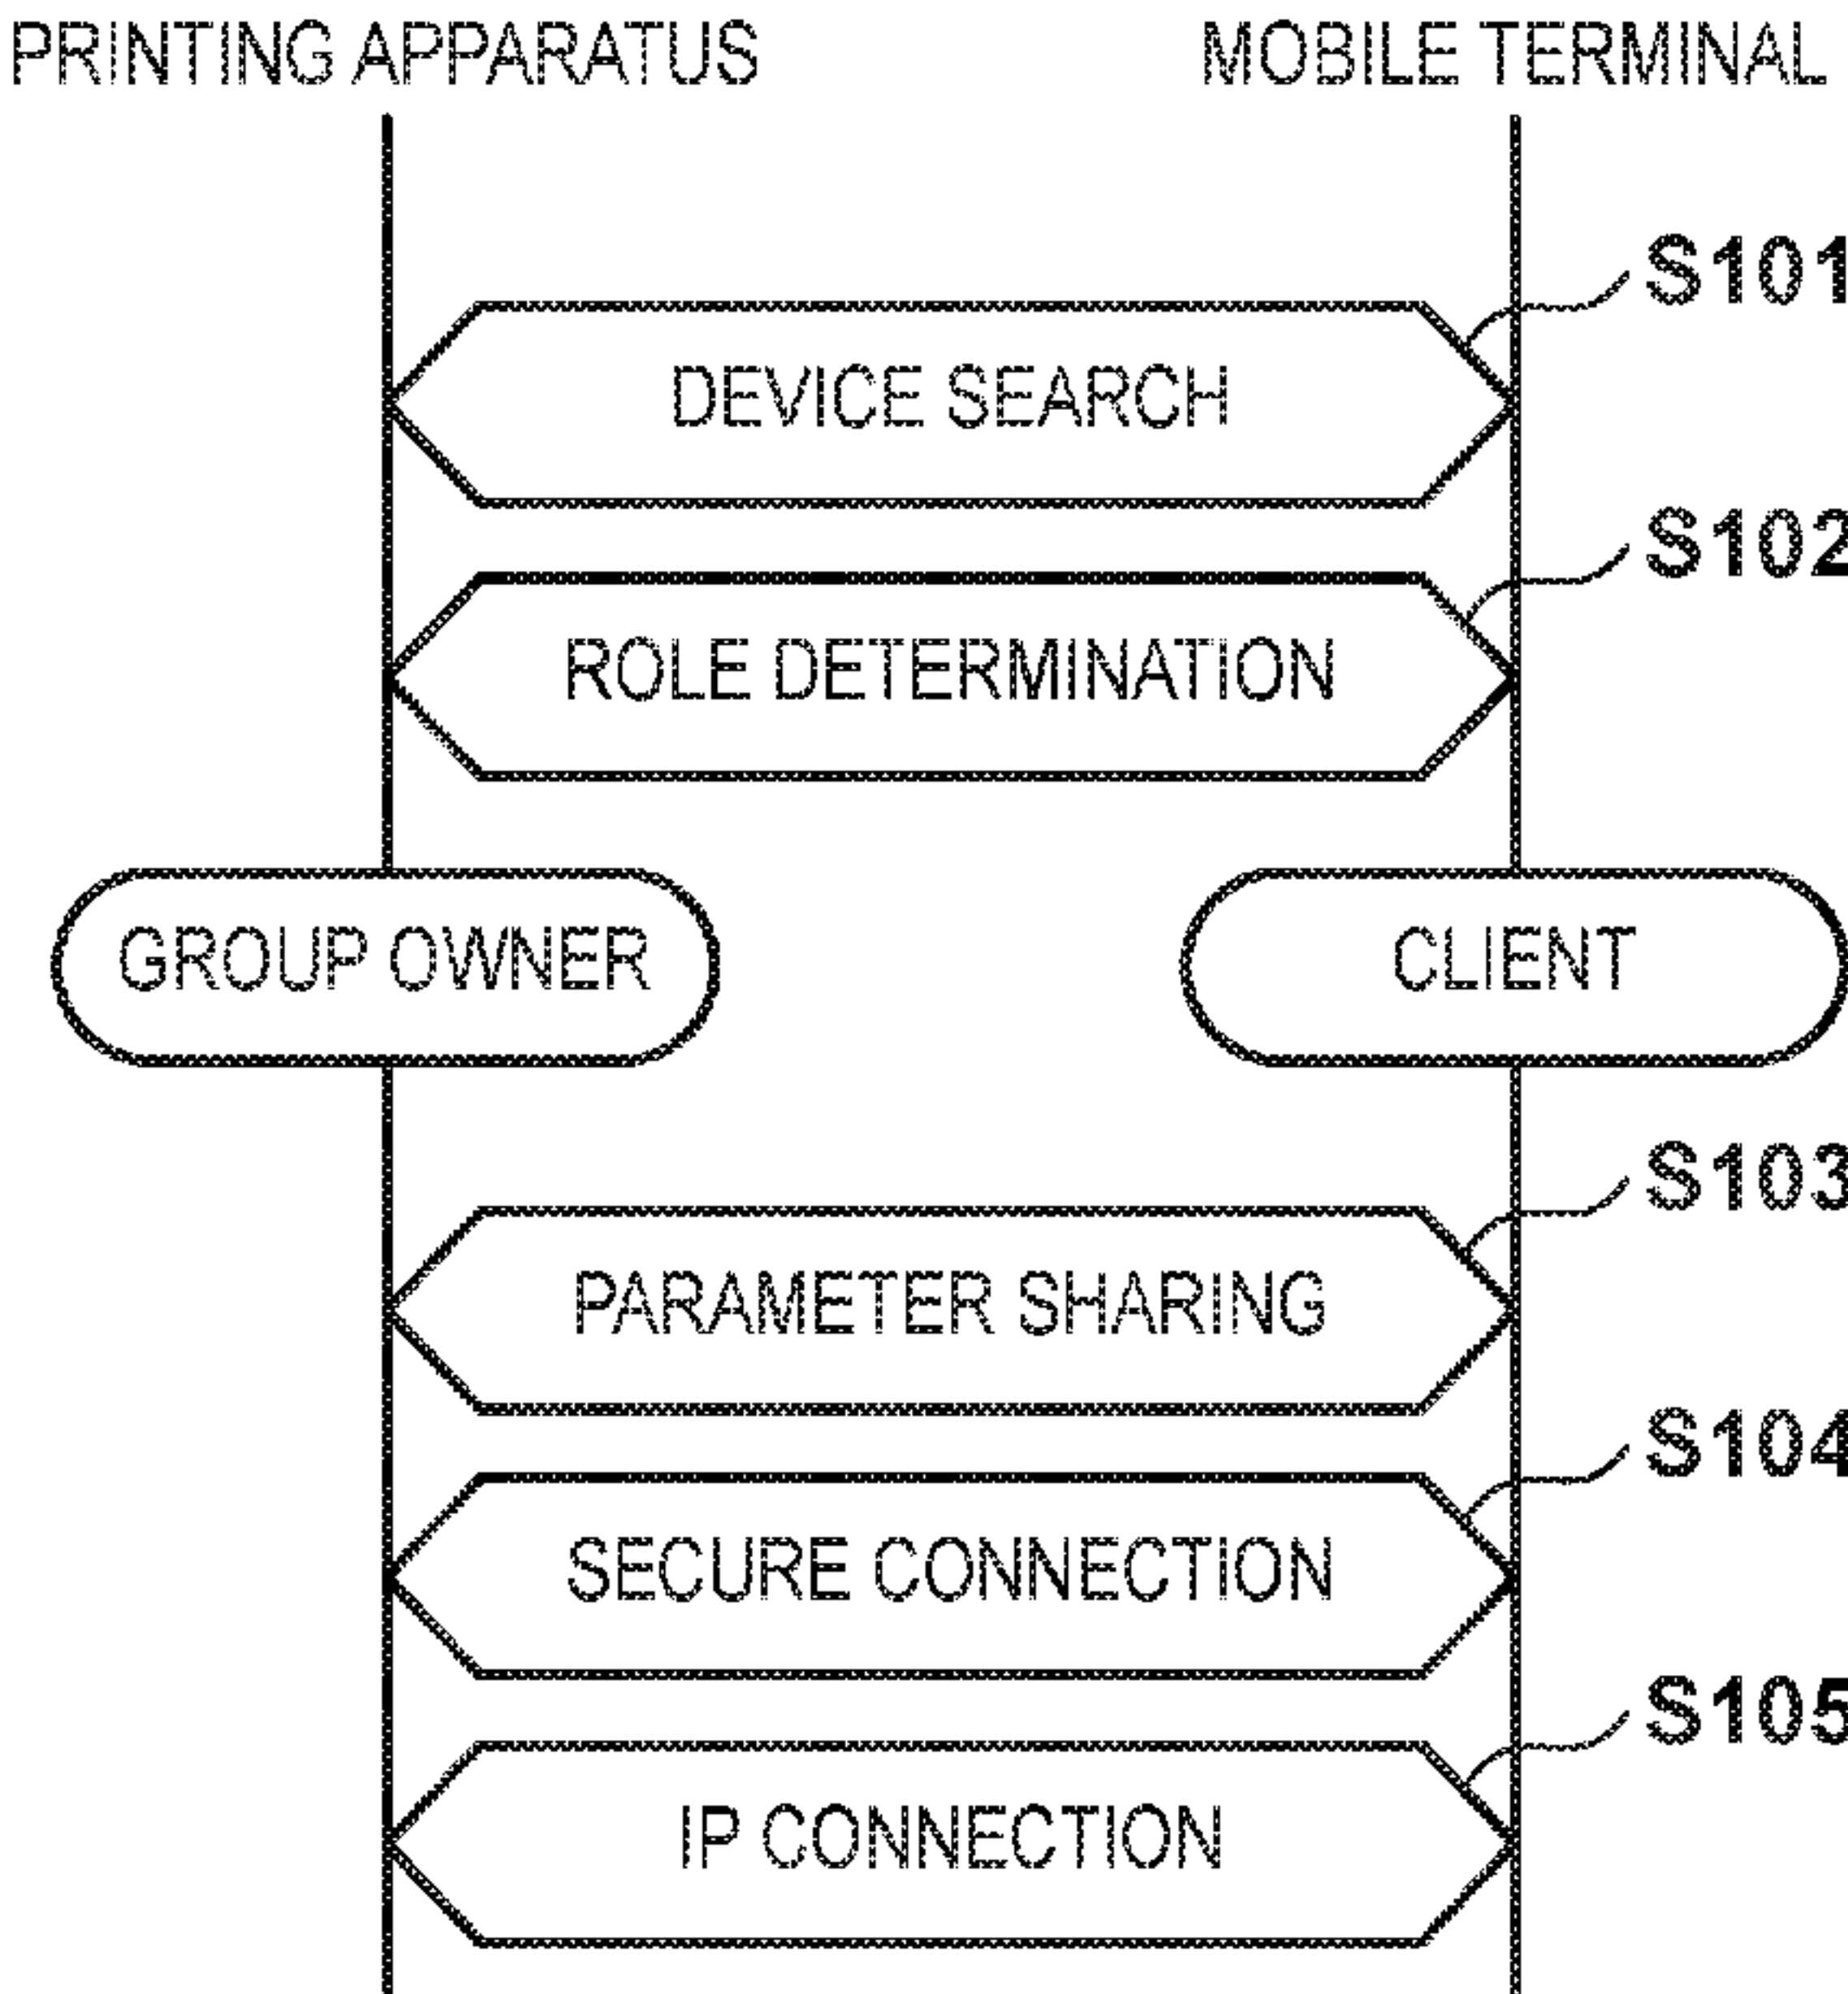 PRINTING APPARATUS
MOBILE TERMINAL
S101
DEVICE SEARCH
S102
ROLE DETERMINATION
GROUP OWNER
CLIENT
S103
PARAMETER SHARING
S104
SECURE CONNECTION
S105
IP CONNECTION